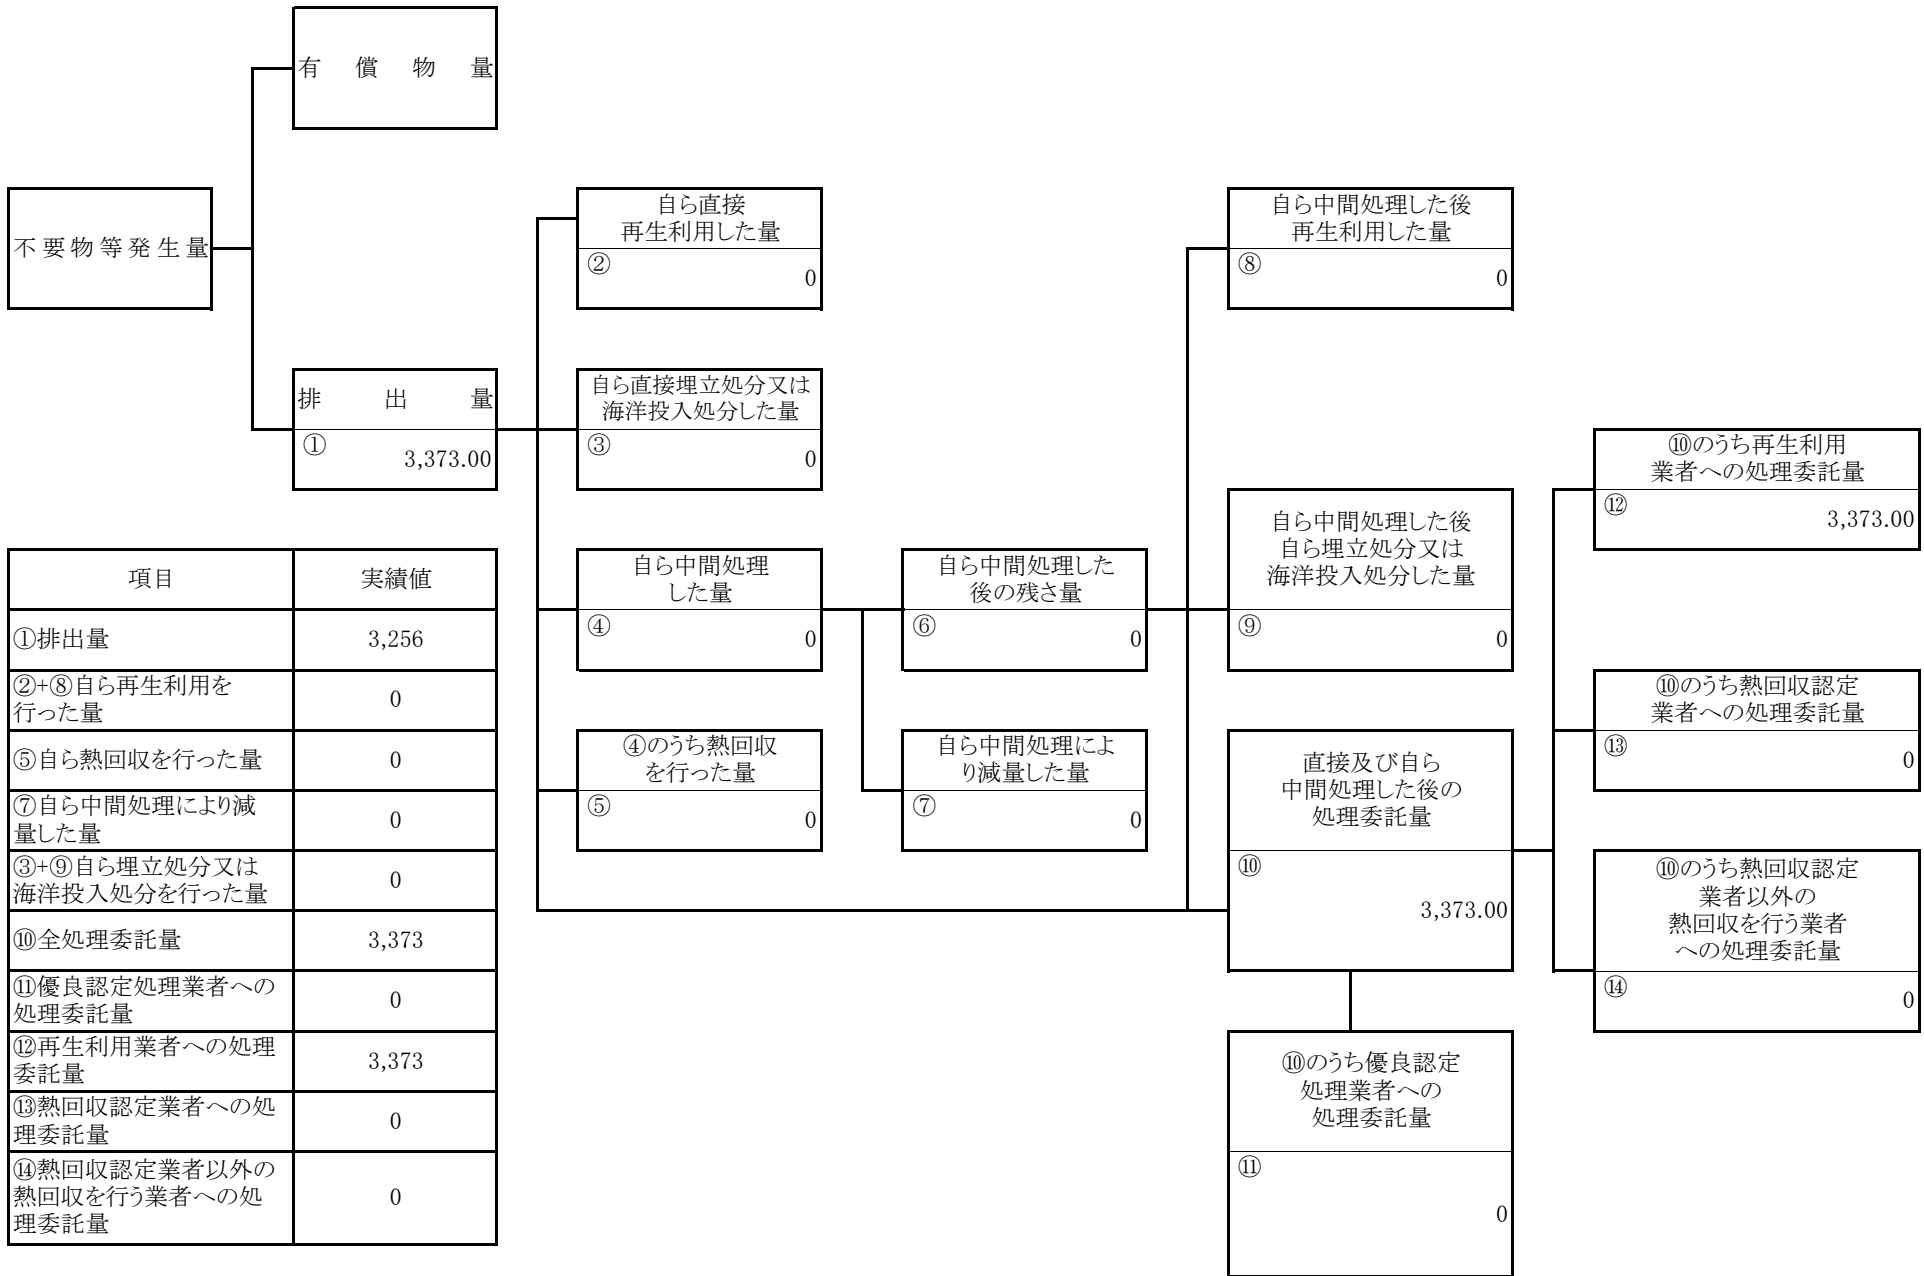 有償物量
不要物等発生量
排出量
①
3,373.00
自ら直接
再生利用した量
②
0
自ら直接埋立処分又は
海洋投入処分した量
③
0
自ら中間処理
した量
④
0
④のうち熱回収
を行った量
⑤
0
自ら中間処理した
後の残さ量
⑥
0
自ら中間処理によ
り減量した量
⑦
0
自ら中間処理した後
再生利用した量
⑧
0
自ら中間処理した後
自ら埋立処分又は
海洋投入処分した量
⑨
0
直接及び自ら
中間処理した後の
処理委託量
⑩
3,373.00
⑩のうち優良認定
処理業者への
処理委託量
⑪
0
⑩のうち再生利用
業者への処理委託量
⑫
3,373.00
⑩のうち熱回収認定
業者への処理委託量
⑬
0
⑩のうち熱回収認定
業者以外の
熱回収を行う業者
への処理委託量
⑭
0
項目 実績値
①排出量 3,256
②+⑧自ら再生利用を
行った量 0
⑤自ら熱回収を行った量 0
⑦自ら中間処理により減
量した量 0
③+⑨自ら埋立処分又は
海洋投入処分を行った量 0
⑩全処理委託量 3,373
⑪優良認定処理業者への
処理委託量 0
⑫再生利用業者への処理
委託量 3,373
⑬熱回収認定業者への処
理委託量 0
⑭熱回収認定業者以外の
熱回収を行う業者への処
理委託量 0